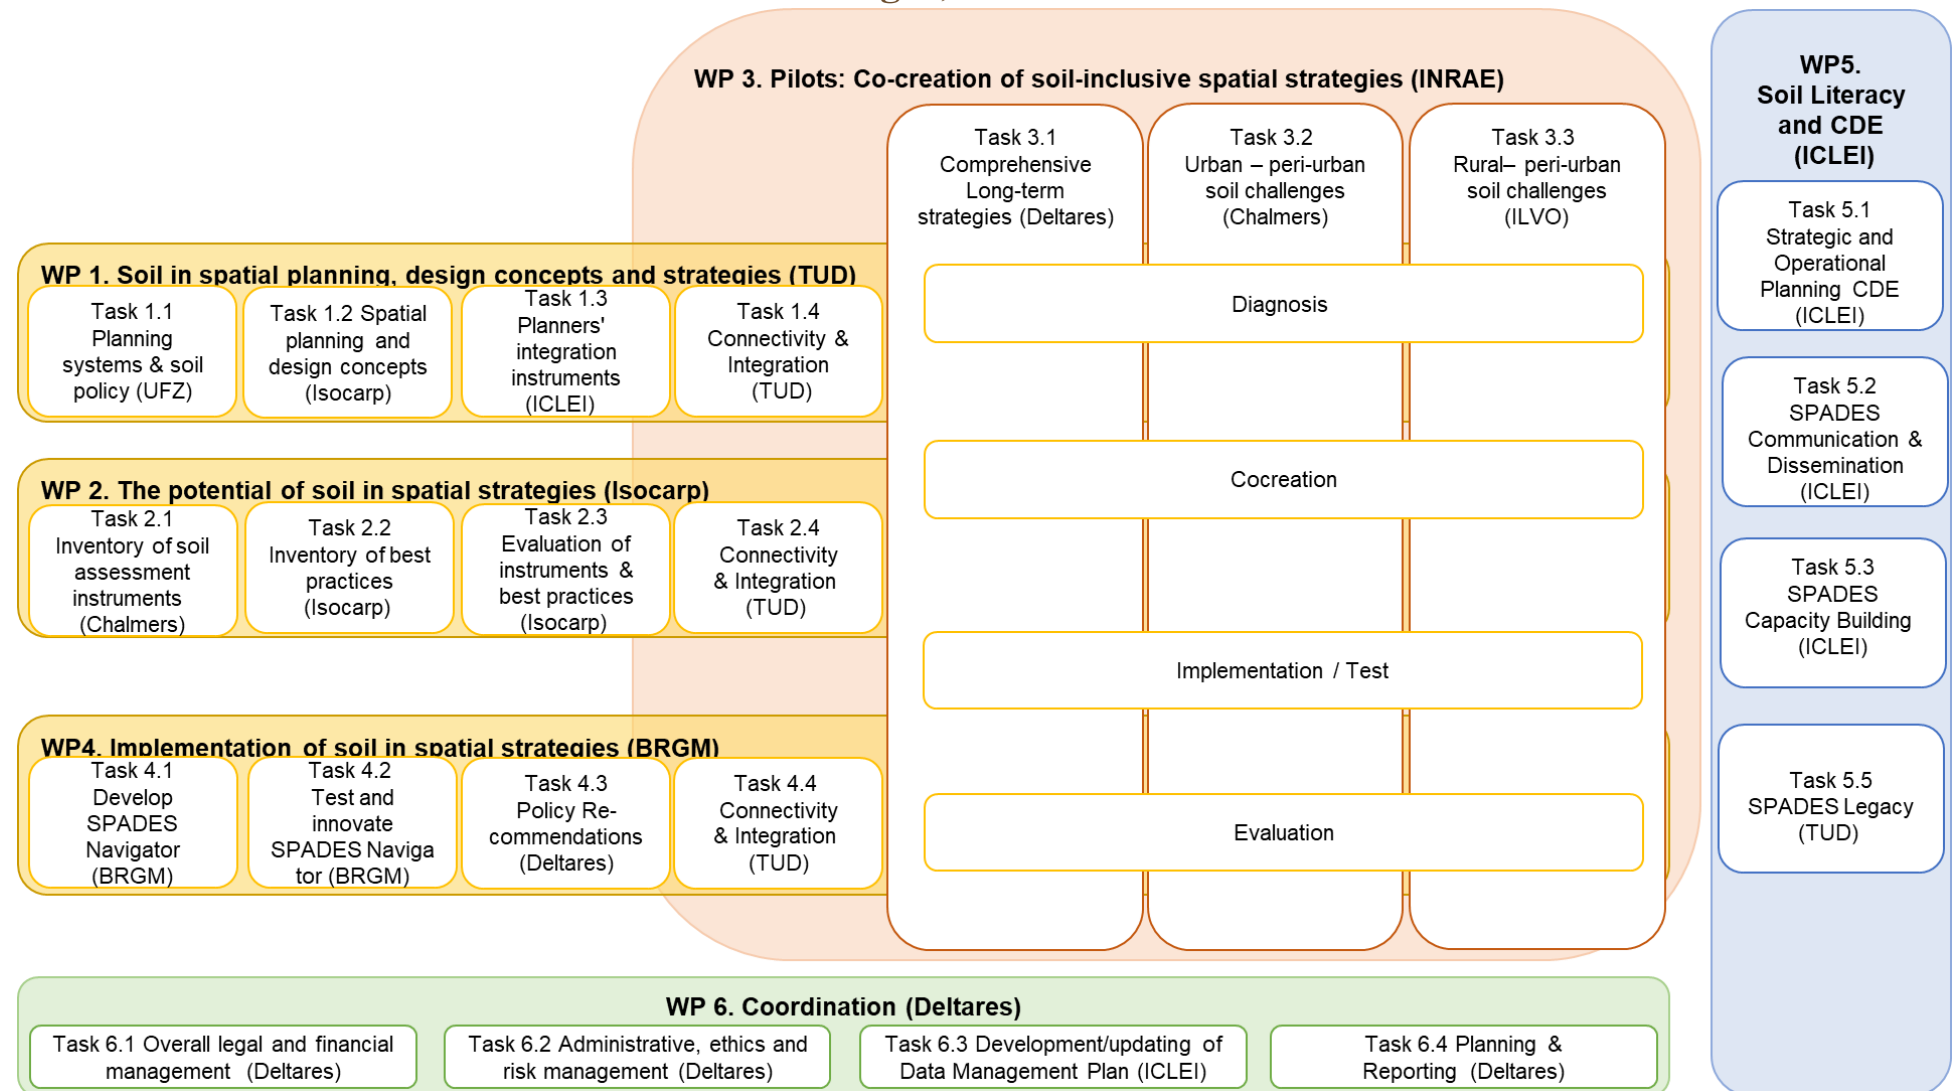 WP 3. Pilots: Co-creation of soil-inclusive spatial strategies (INRAE)
Task 3.1
Comprehensive
Long-term
strategies (Deltares)
Task 3.2
Urban – peri-urban
soil challenges
(Chalmers)
Task 3.3
Rural– peri-urban
soil challenges
(ILVO)
WP 1. Soil in spatial planning, design concepts and strategies (TUD)
Task 1.1
Planning
systems & soil
policy (UFZ)
Task 1.2 Spatial
planning and
design concepts
(Isocarp)
Task 1.3
Planners'
integration
instruments
(ICLEI)
Task 1.4
Connectivity &
Integration
(TUD)
Diagnosis
WP 2. The potential of soil in spatial strategies (Isocarp)
Task 2.1
Inventory of soil
assessment
instruments
(Chalmers)
Task 2.2
Inventory of best
practices
(Isocarp)
Task 2.3
Evaluation of
instruments &
best practices
(Isocarp)
Task 2.4
Connectivity
& Integration
(TUD)
Cocreation
Implementation / Test
WP4. Implementation of soil in spatial strategies (BRGM)
Task 4.1
Develop
SPADES
Navigator
(BRGM)
Task 4.2
Test and
innovate
SPADES Naviga
tor (BRGM)
Task 4.3
Policy Re-
commendations
(Deltares)
Task 4.4
Connectivity
& Integration
(TUD)
Evaluation
WP5.
Soil Literacy
and CDE
(ICLEI)
Task 5.1
Strategic and
Operational
Planning CDE
(ICLEI)
Task 5.2
SPADES
Communication &
Dissemination
(ICLEI)
Task 5.3
SPADES
Capacity Building
(ICLEI)
Task 5.5
SPADES Legacy
(TUD)
WP 6. Coordination (Deltares)
Task 6.1 Overall legal and financial
management (Deltares)
Task 6.2 Administrative, ethics and
risk management (Deltares)
Task 6.3 Development/updating of
Data Management Plan (ICLEI)
Task 6.4 Planning &
Reporting (Deltares)